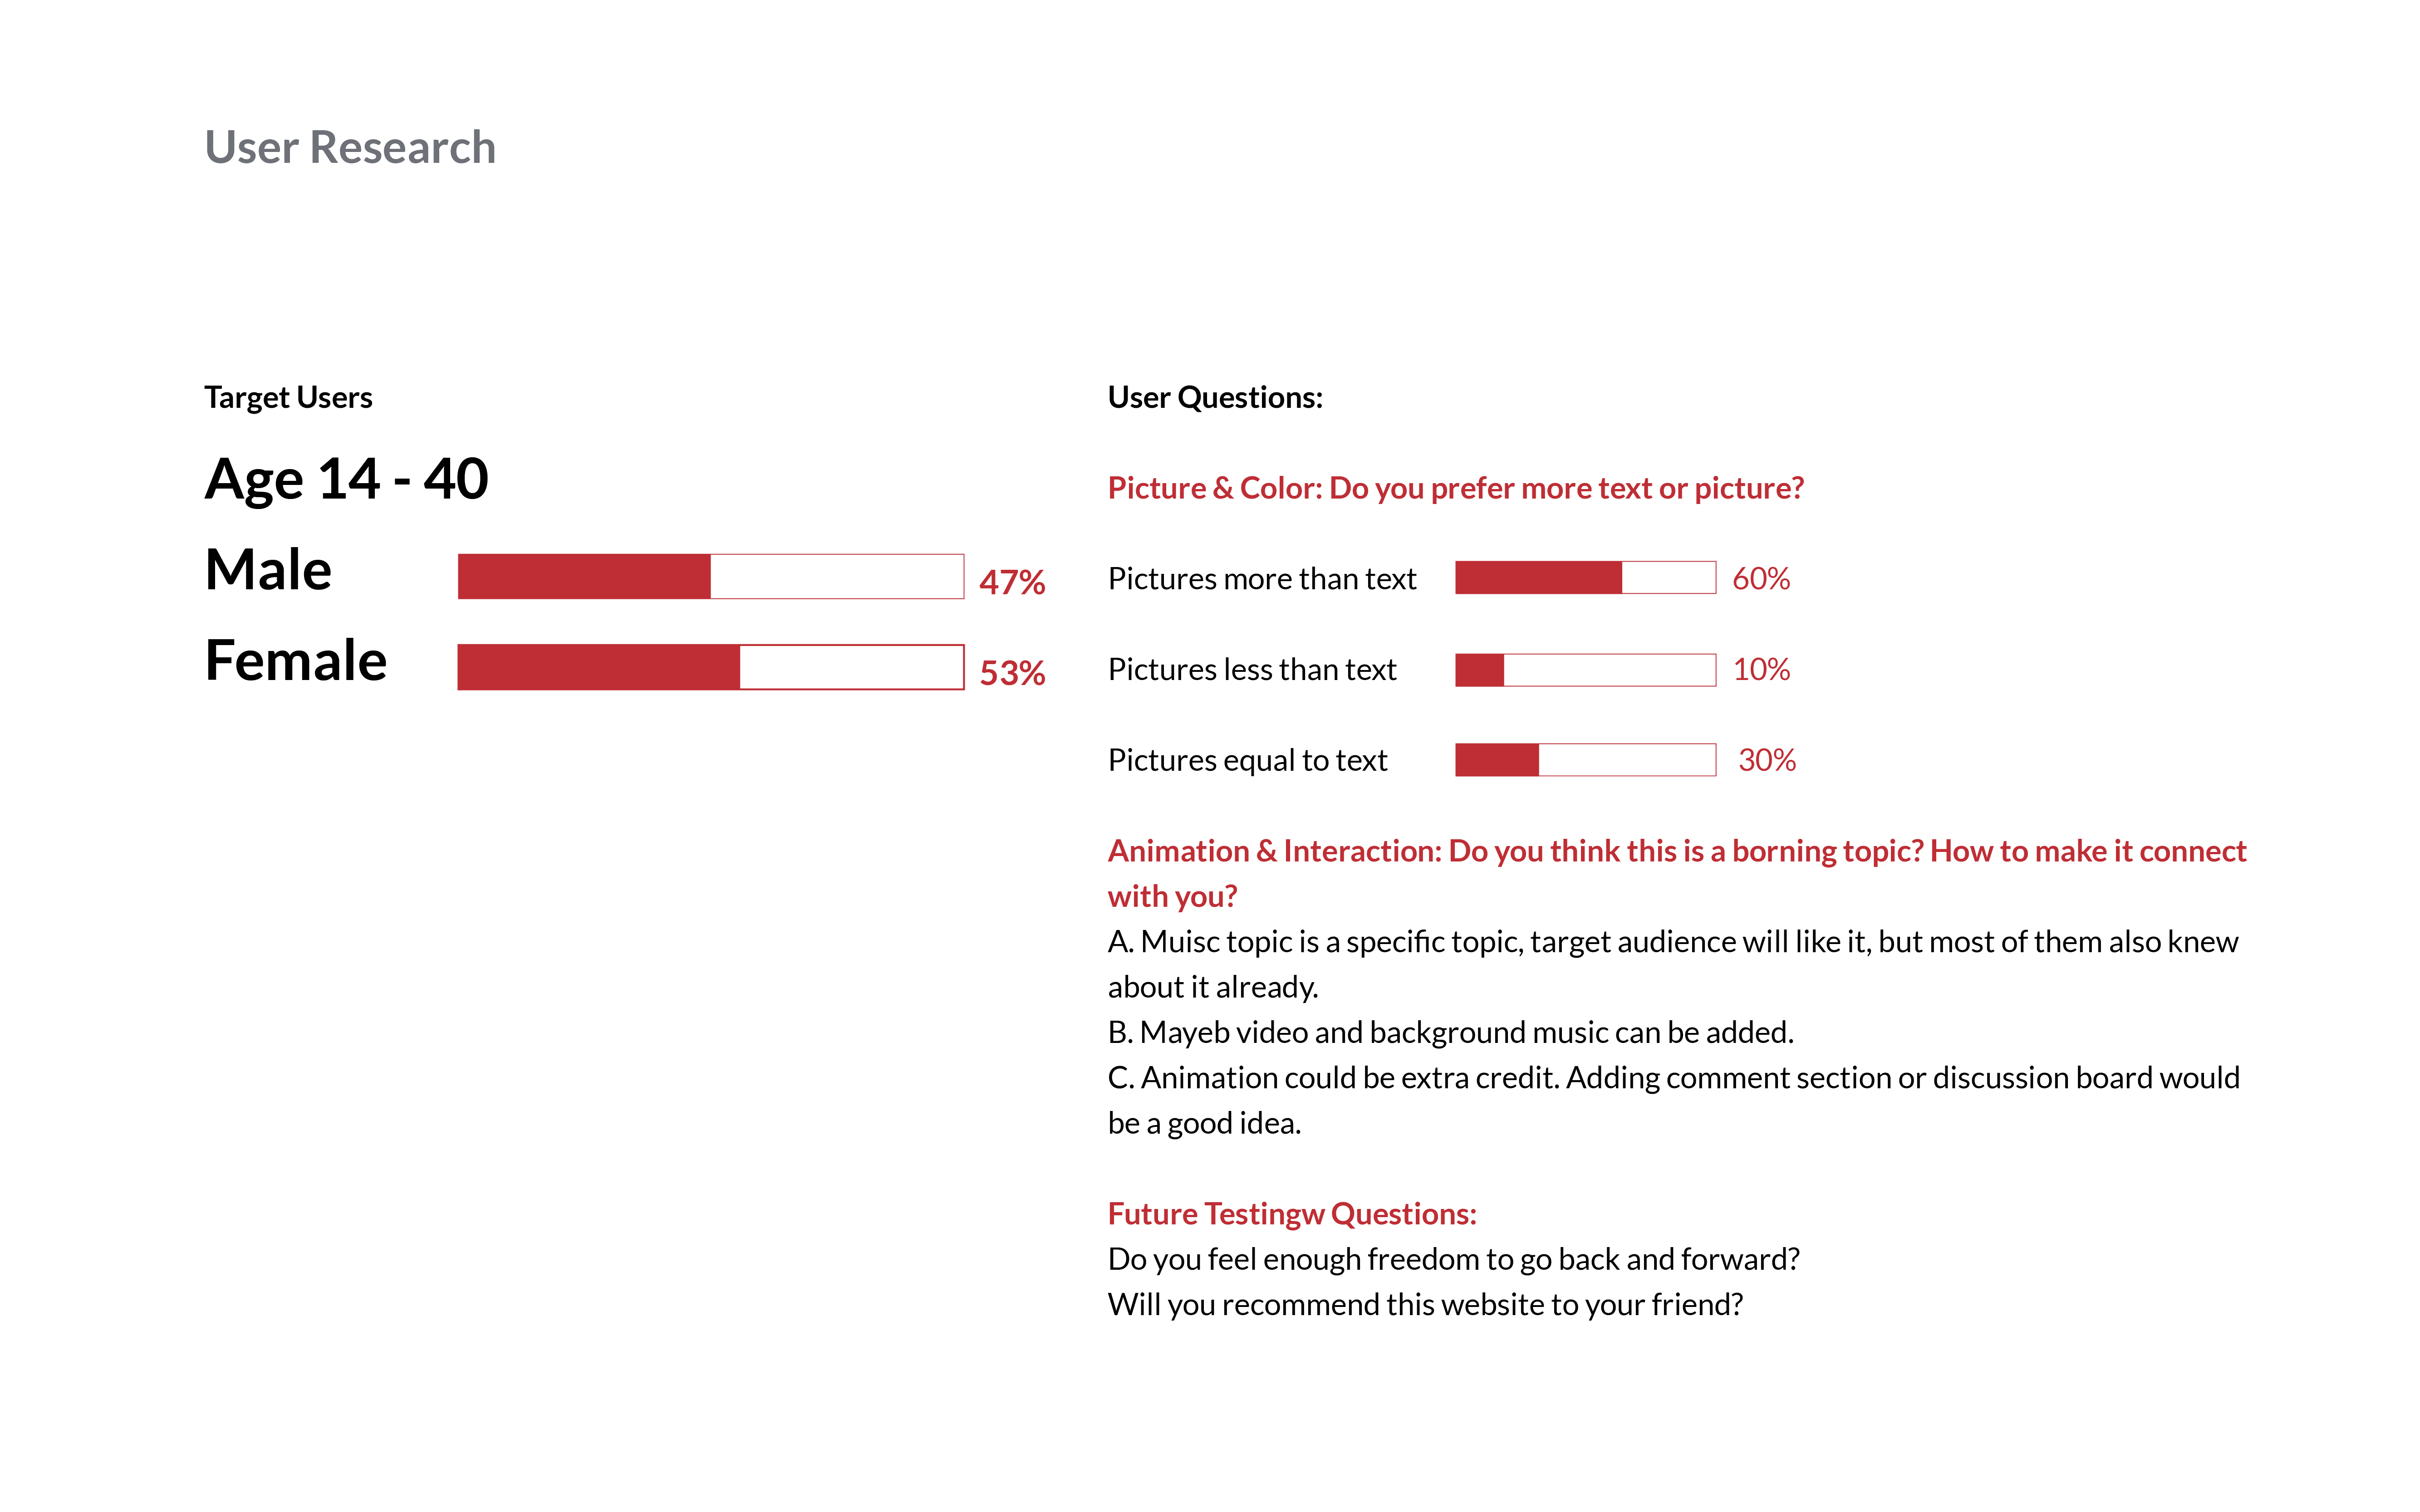 User Research
Target Users
Age 14 - 40
Male 47%
Female 53%
User Questions:
Picture & Color: Do you prefer more text or picture?
Pictures more than text 60%
Pictures less than text 10%
Pictures equal to text 30%
Animation & Interaction: Do you think this is a borning topic? How to make it connect
with you?
A. Muisc topic is a specific topic, target audience will like it, but most of them also knew
about it already.
B. Mayeb video and background music can be added.
C. Animation could be extra credit. Adding comment section or discussion board would
be a good idea.
Future Testingw Questions:
Do you feel enough freedom to go back and forward?
Will you recommend this website to your friend?